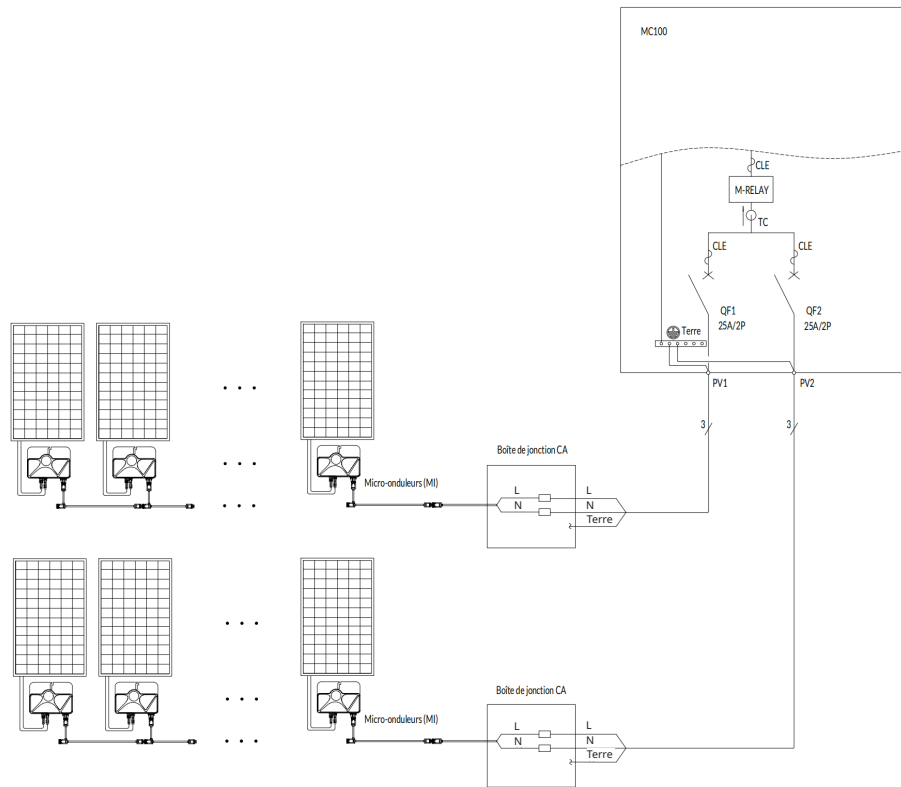 MC100
CLE
M-RELAY
TC
CLE
CLE
QF1
25A/2P
QF2
25A/2P
Terre
PV1
PV2
3
3
Boîte de jonction CA
Micro-onduleurs (MI)
L
L
N
N
Terre
Boîte de jonction CA
Micro-onduleurs (MI)
L
L
N
N
Terre